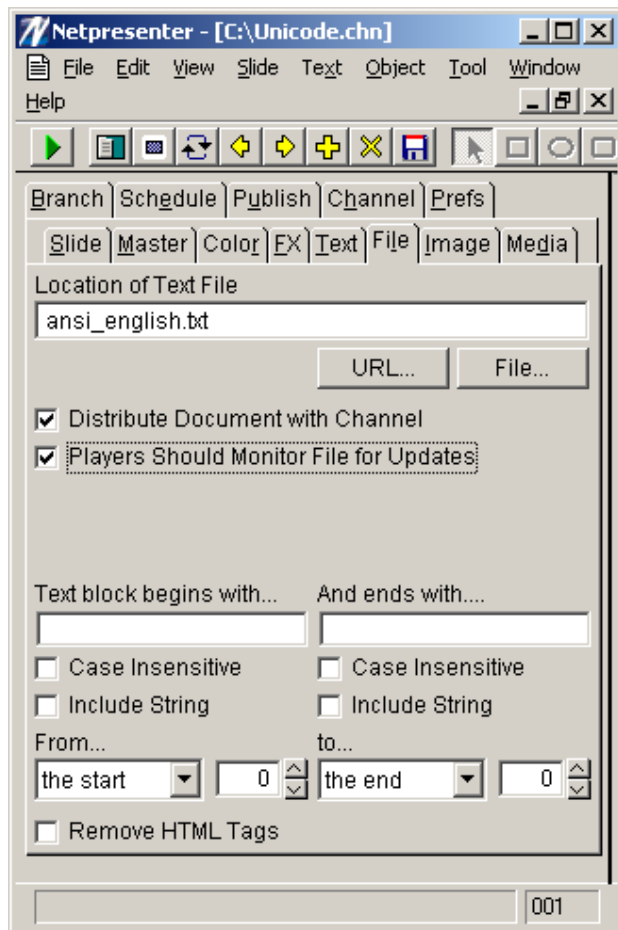 Netpresenter - [C:\Unicode.chn]
File Edit View Slide Text Object Tool Window
Help
Branch Schedule Publish Channel Prefs
Slide Master Color FX Text File Image Media
Location of Text File
ansi_english.txt
URL... File...
Distribute Document with Channel
Players Should Monitor File for Updates
Text block begins with... And ends with....
Case Insensitive Case Insensitive
Include String Include String
From... to...
the start 0 the end 0
Remove HTML Tags
001